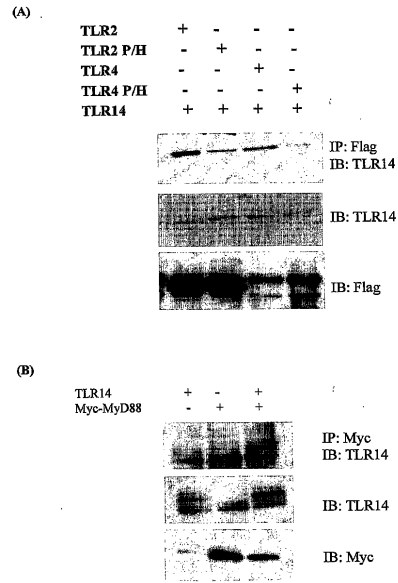 (A)
TLR2 + - - -
TLR2 P/H - + - -
TLR4 - - + -
TLR4 P/H - - - +
TLR14 + + + +
IP: Flag
IB: TLR14
IB: TLR14
IB: Flag
(B)
TLR14 + - +
Myc-MyD88 - + +
IP: Myc
IB: TLR14
IB: TLR14
IB: Myc